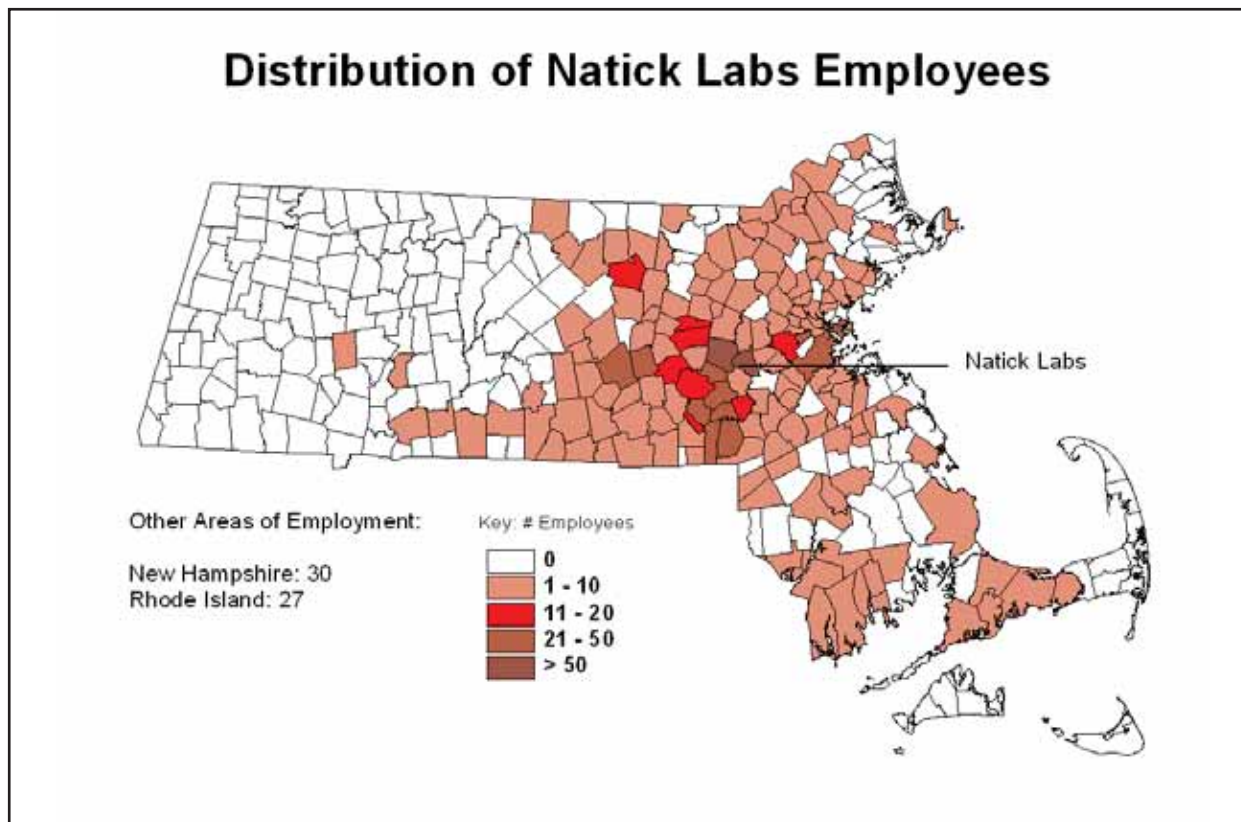 Distribution of Natick Labs Employees
Natick Labs
Other Areas of Employment:
New Hampshire: 30
Rhode Island: 27
Key: # Employees
0
1 - 10
11 - 20
21 - 50
> 50